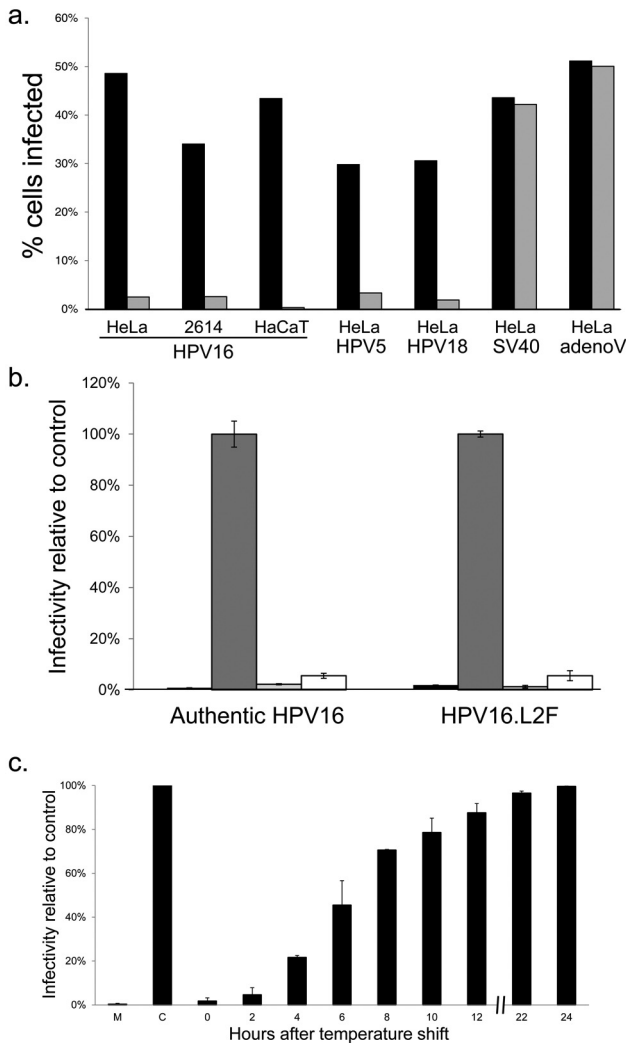 a.
% cells infected
60%
50%
40%
30%
20%
10%
0%
HeLa 2614 HaCaT HeLa HeLa HeLa HeLa
HPV16 HPV5 HPV18 SV40 adenoV
b.
Infectivity relative to control
120%
100%
80%
60%
40%
20%
0%
Authentic HPV16 HPV16.L2F
c.
Infectivity relative to control
100%
80%
60%
40%
20%
0%
M C 0 2 4 6 8 10 12 // 22 24
Hours after temperature shift